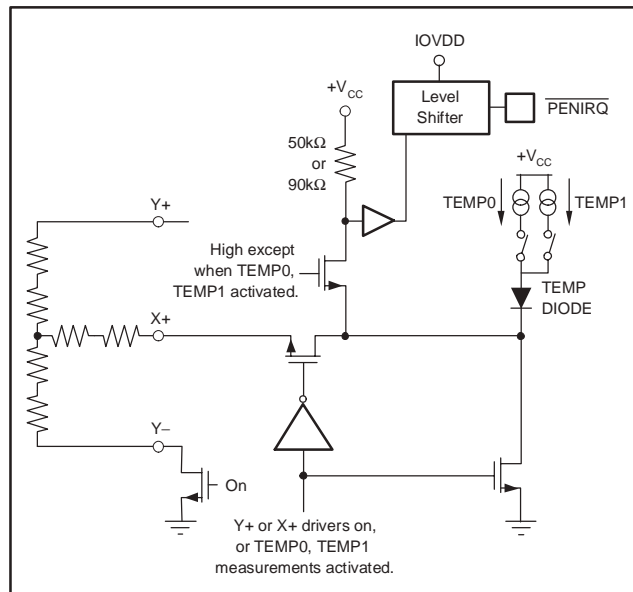 IOVDD
+VCC
Level
Shifter
PENIRQ
50kΩ
or
90kΩ
+VCC
TEMP0
TEMP1
Y+
High except
when TEMP0,
TEMP1 activated.
TEMP
DIODE
X+
Y−
On
Y+ or X+ drivers on,
or TEMP0, TEMP1
measurements activated.